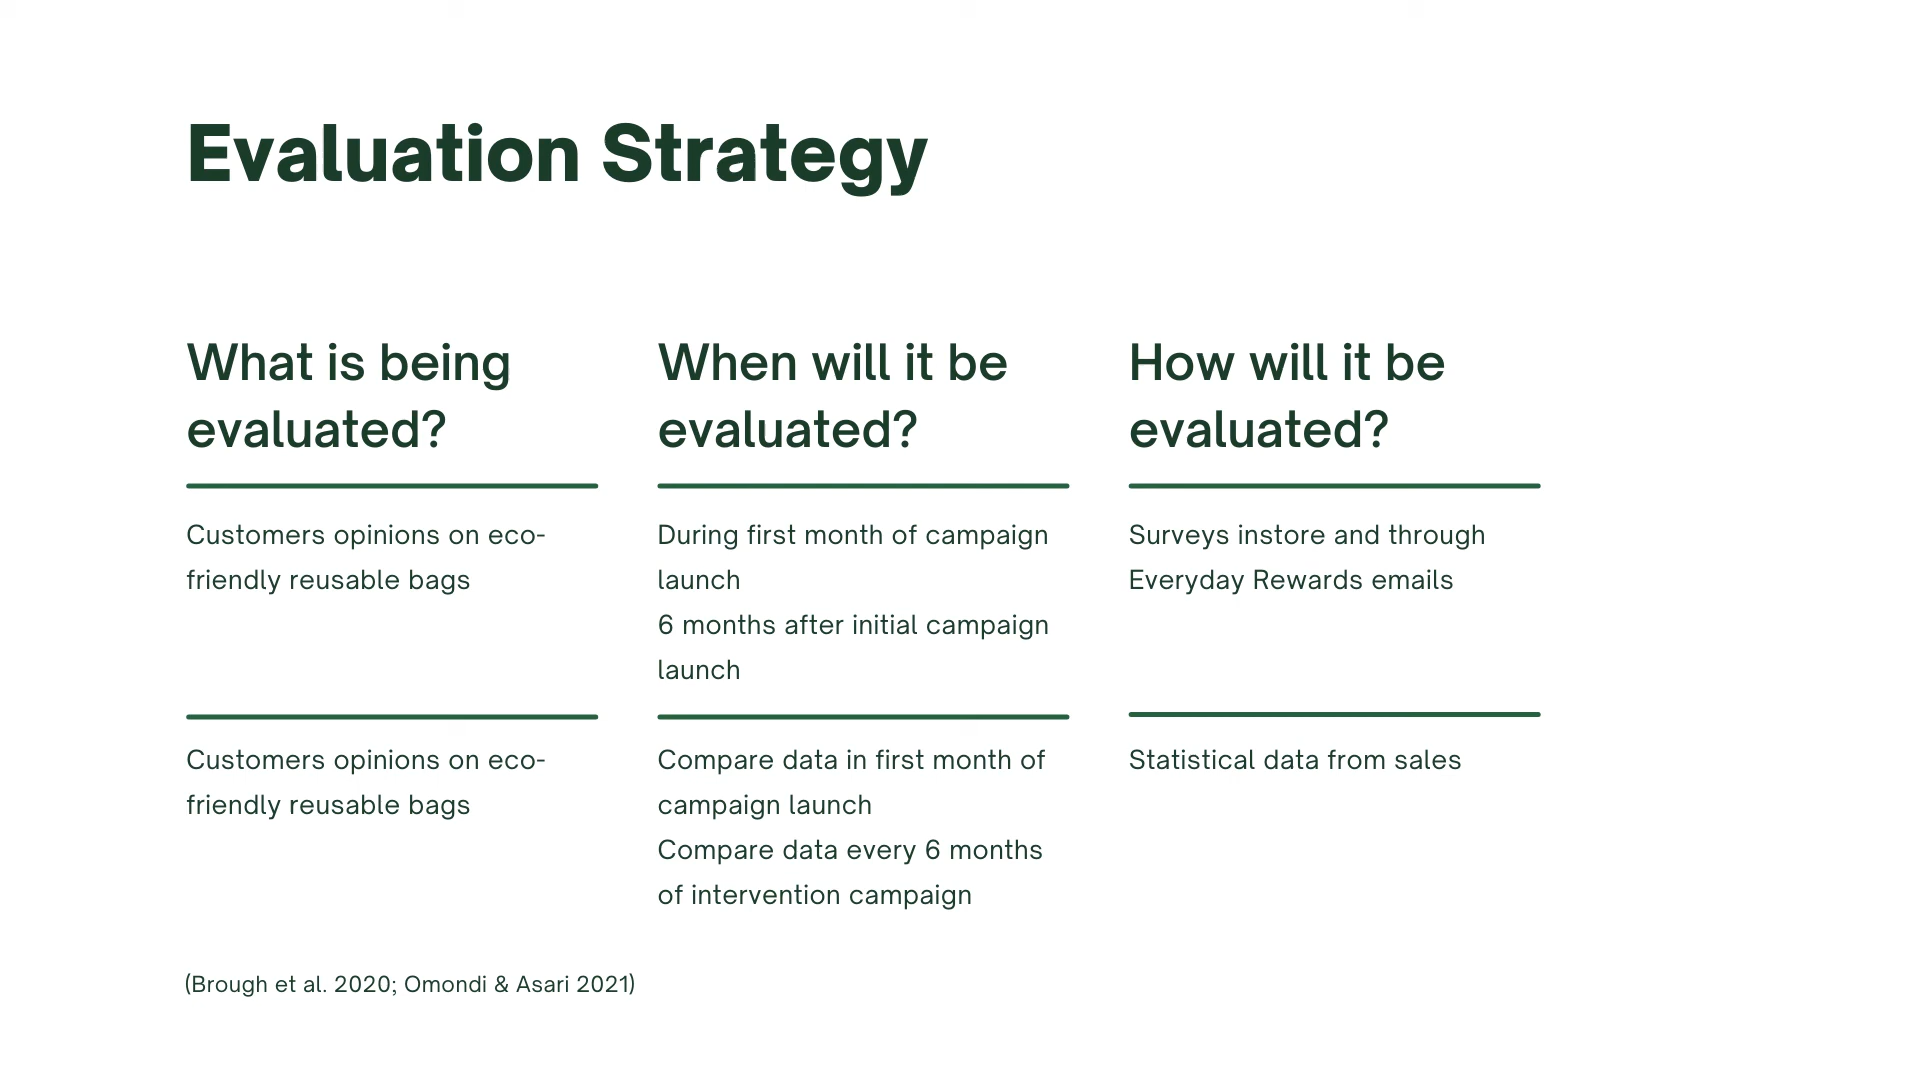 Evaluation Strategy
What is being
evaluated?
When will it be
evaluated?
How will it be
evaluated?
Customers opinions on eco-
friendly reusable bags
During first month of campaign
launch
6 months after initial campaign
launch
Surveys instore and through
Everyday Rewards emails
Customers opinions on eco-
friendly reusable bags
Compare data in first month of
campaign launch
Compare data every 6 months
of intervention campaign
Statistical data from sales
(Brough et al. 2020; Omondi & Asari 2021)